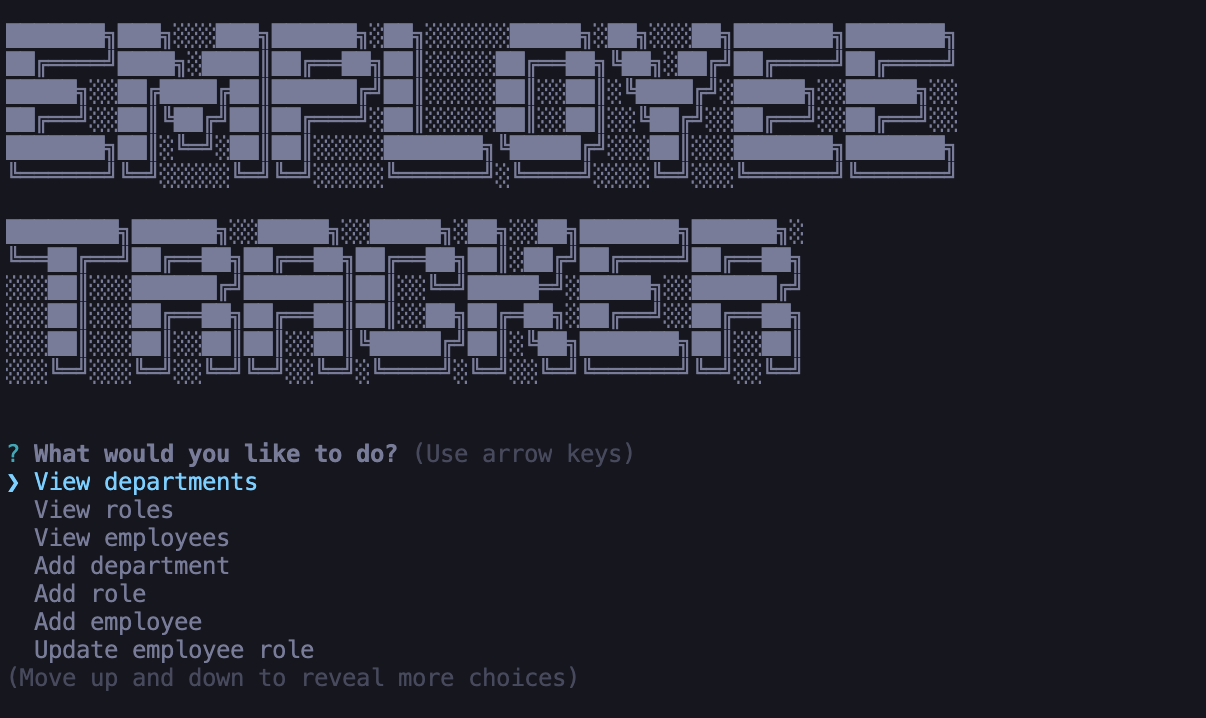 EMPLOYEE
TRACKER
? What would you like to do? (Use arrow keys)
❯ View departments
View roles
View employees
Add department
Add role
Add employee
Update employee role
(Move up and down to reveal more choices)